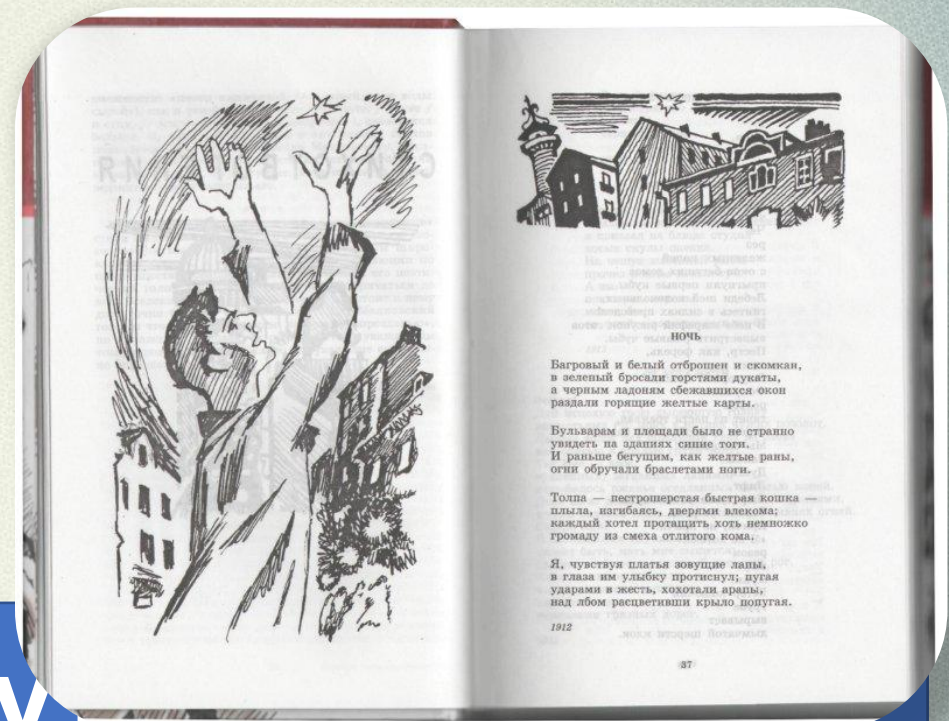 НОЧЬ
Багровый и белый отброшен и скомкан,
в зеленый бросали горстями дукаты,
а черным ладоням сбежавшихся окон
раздали горящие желтые карты.
Бульварам и площади было не странно
увидеть на зданиях синие тоги.
И раньше бегущим, как желтые раны,
огни обручали браслетами ноги.
Толпа — пестрошерстая быстрая кошка —
плыла, изгибаясь, дверями влекома;
каждый хотел протащить хоть немножко
громаду из смеха отлитого кома.
Я, чувствуя платья зовущие лапы,
в глаза им улыбку протиснул; пугая
ударами в жесть, хохотали арапы,
над лбом расцветивши крыло попугая.
1912
37